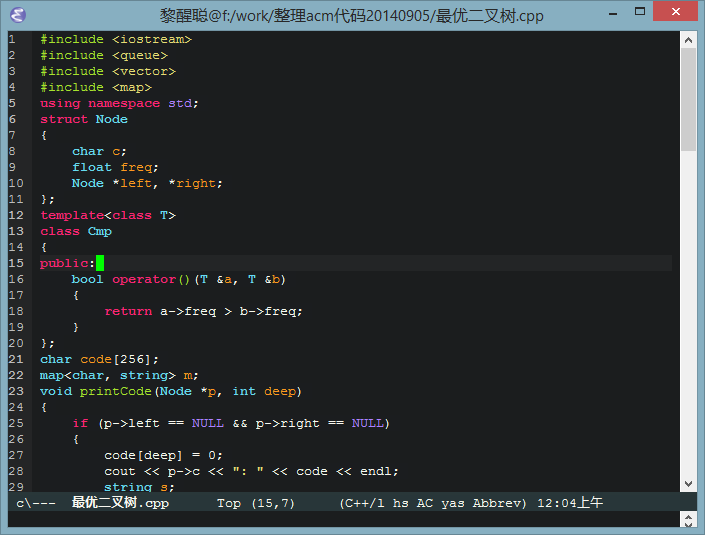 黎醒聪@f:/work/整理acm代码20140905/最优二叉树.cpp
1 #include <iostream>
2 #include <queue>
3 #include <vector>
4 #include <map>
5 using namespace std;
6 struct Node
7 {
8     char c;
9     float freq;
10     Node *left, *right;
11 };
12 template<class T>
13 class Cmp
14 {
15 public:
16     bool operator()(T &a, T &b)
17     {
18         return a->freq > b->freq;
19     }
20 };
21 char code[256];
22 map<char, string> m;
23 void printCode(Node *p, int deep)
24 {
25     if (p->left == NULL && p->right == NULL)
26     {
27         code[deep] = 0;
28         cout << p->c << ": " << code << endl;
29         string s;
c\---  最优二叉树.cpp      Top (15,7)     (C++/l hs AC yas Abbrev) 12:04上午